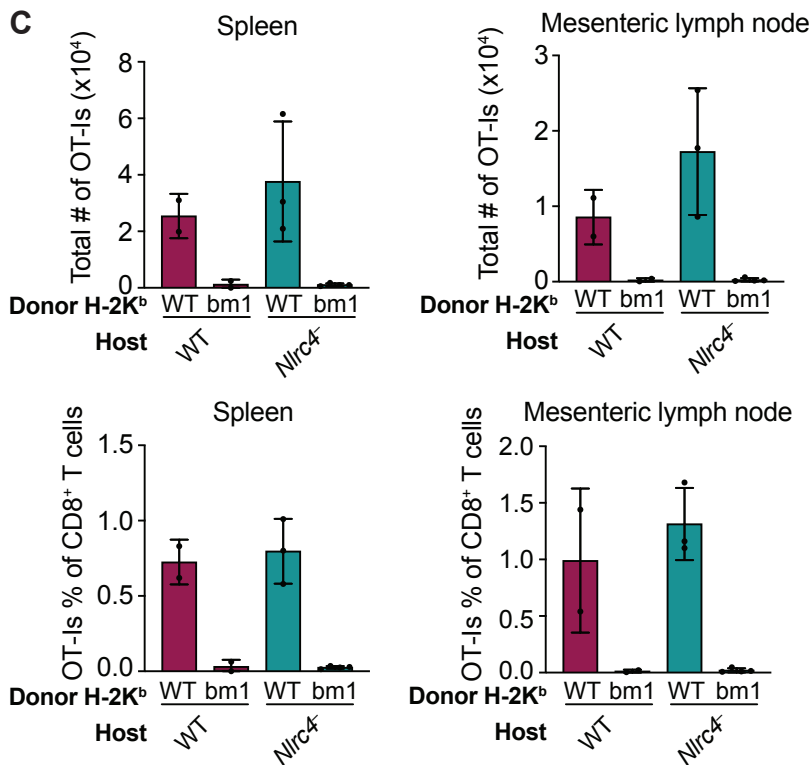 C
Spleen
Total # of OT-Is (x10⁴)
8
6
4
2
0
Donor H-2Kᵇ WT bm1 WT bm1
Host WT Nlrc4⁻
Mesenteric lymph node
Total # of OT-Is (x10⁴)
3
2
1
0
Donor H-2Kᵇ WT bm1 WT bm1
Host WT Nlrc4⁻
Spleen
OT-Is % of CD8⁺ T cells
1.5
1.0
0.5
0.0
Donor H-2Kᵇ WT bm1 WT bm1
Host WT Nlrc4⁻
Mesenteric lymph node
OT-Is % of CD8⁺ T cells
2.0
1.5
1.0
0.5
0.0
Donor H-2Kᵇ WT bm1 WT bm1
Host WT Nlrc4⁻